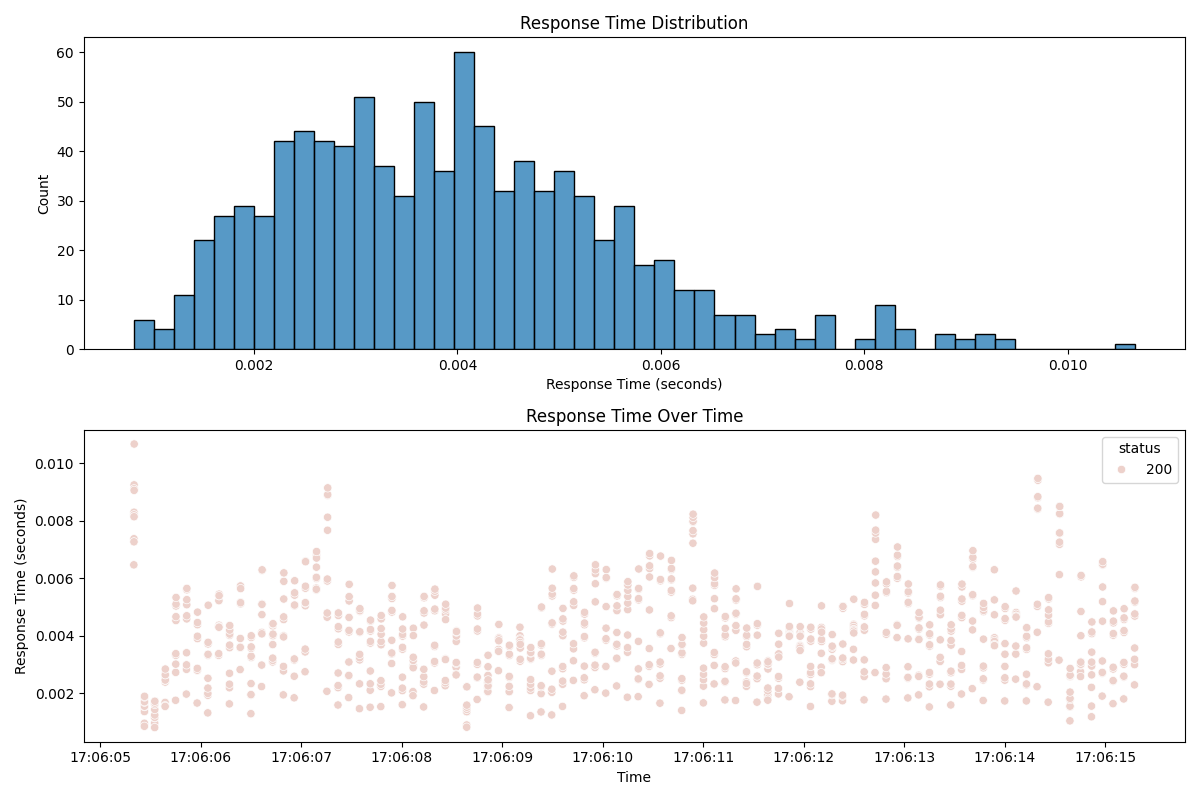 Response Time Distribution
60
50
40
30
20
10
0
Count
0.002 0.004 0.006 0.008 0.010
Response Time (seconds)
Response Time Over Time
status
200
0.010
0.008
0.006
0.004
0.002
Response Time (seconds)
17:06:05 17:06:06 17:06:07 17:06:08 17:06:09 17:06:10 17:06:11 17:06:12 17:06:13 17:06:14 17:06:15
Time